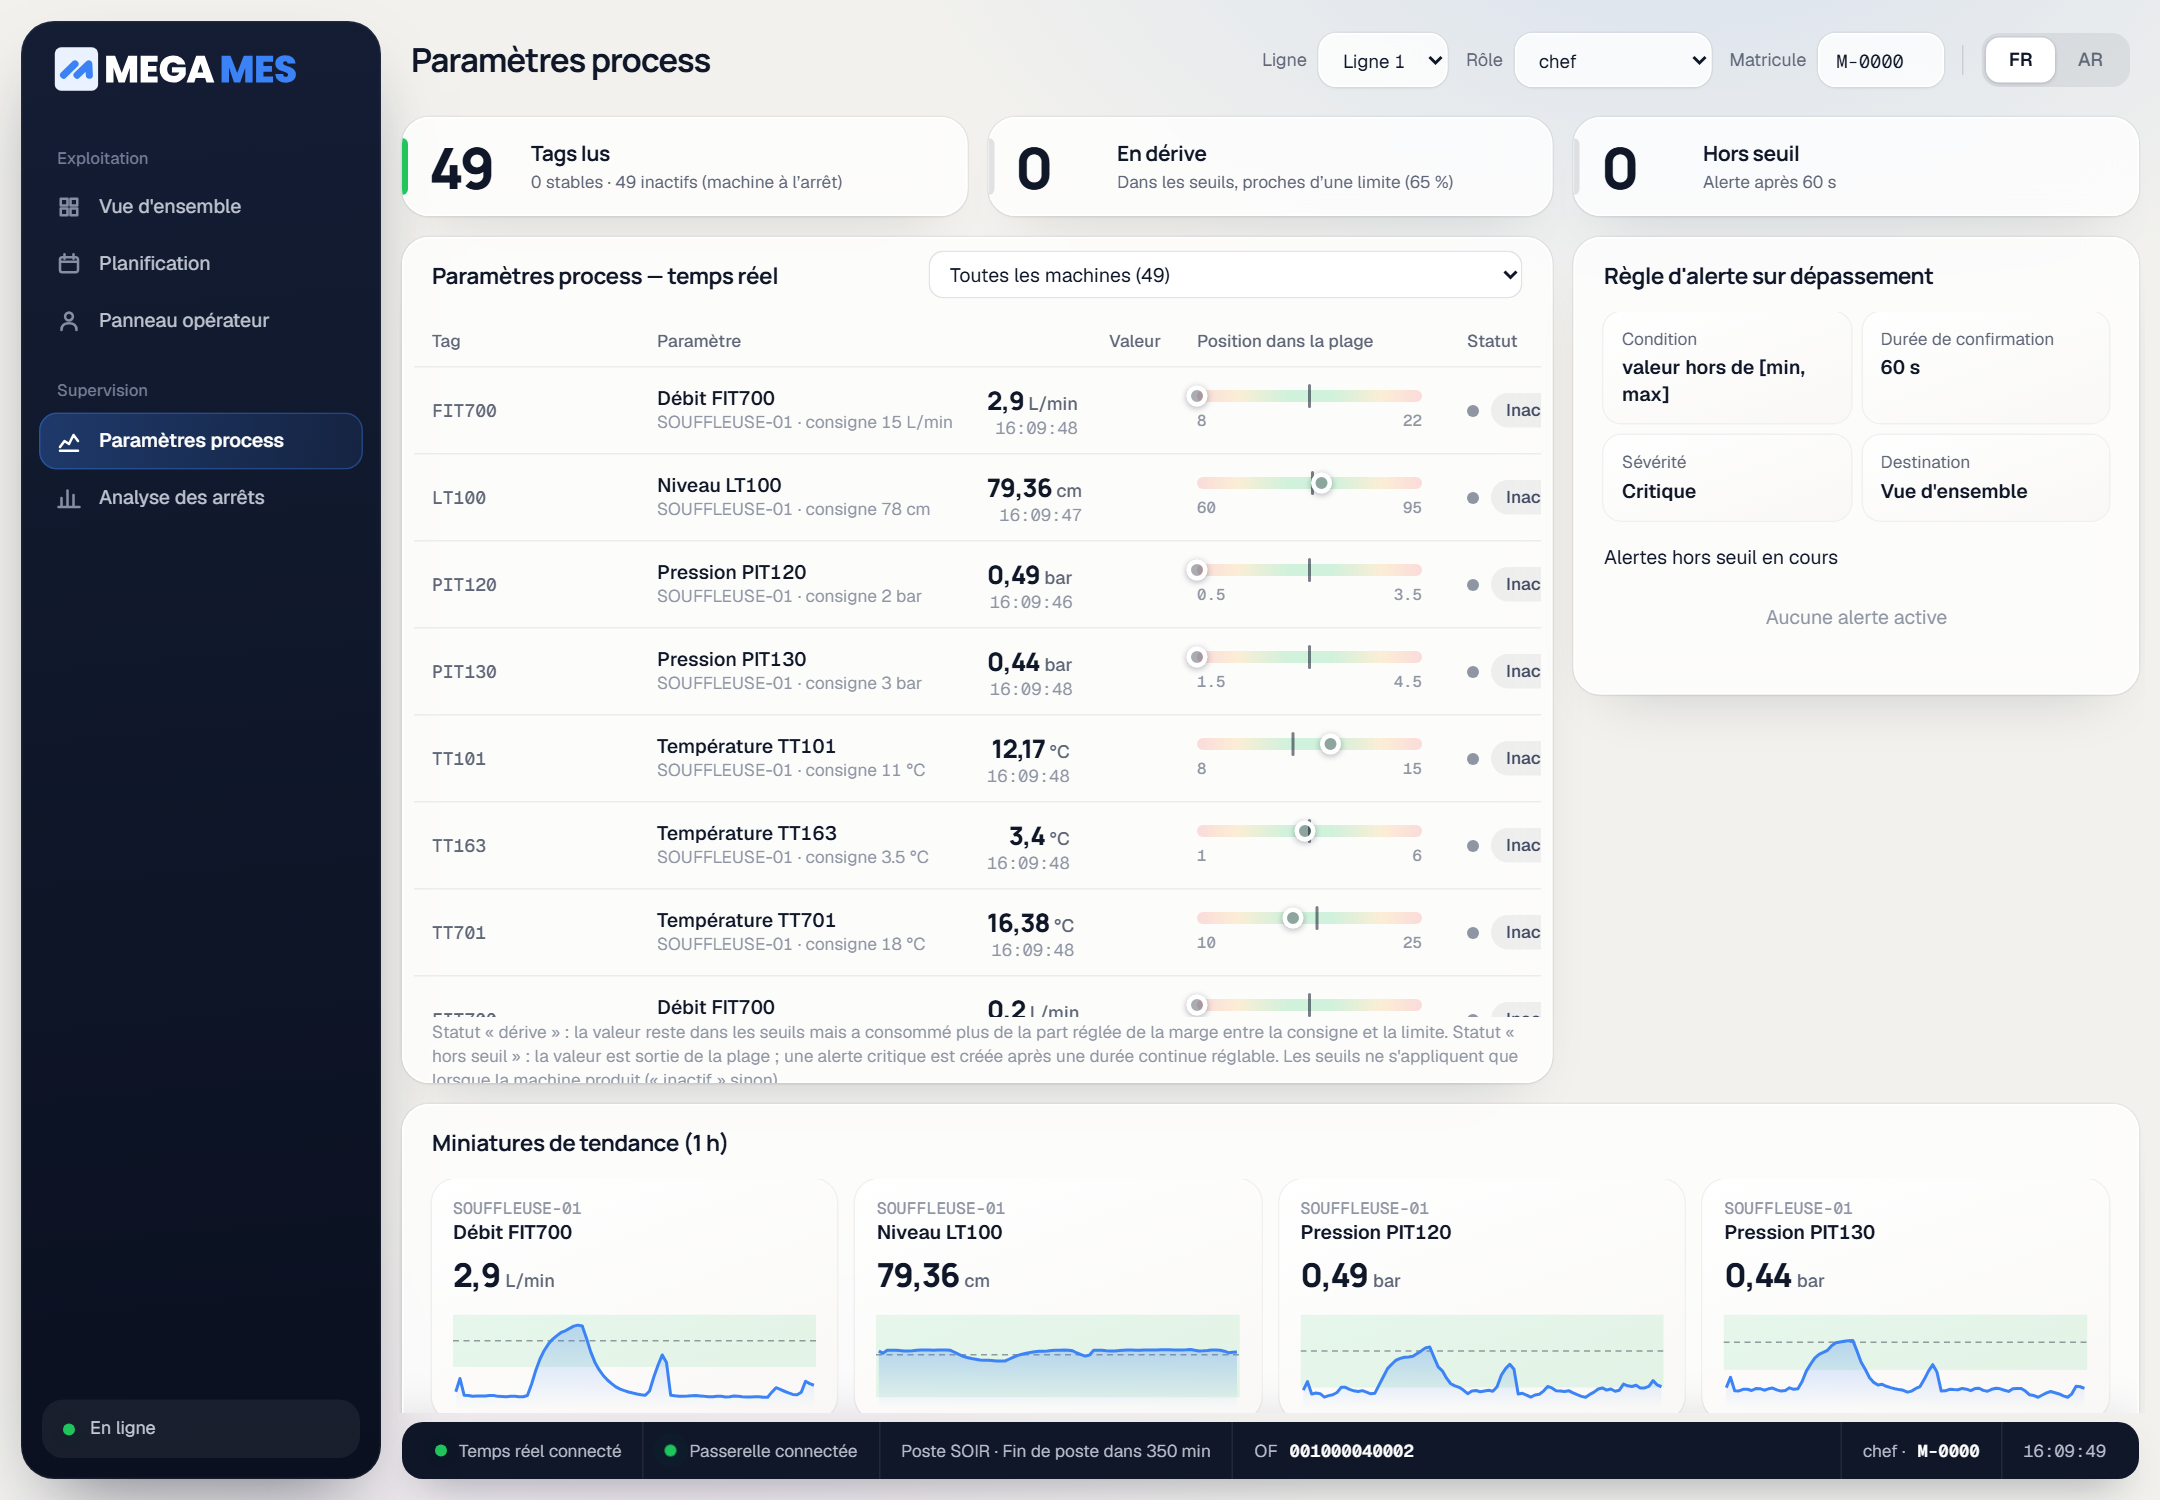 MEGA MES
Exploitation
Vue d'ensemble
Planification
Panneau opérateur
Supervision
Paramètres process
Analyse des arrêts
En ligne
Paramètres process
Ligne Ligne 1 Rôle chef Matricule M-0000 FR AR
49 Tags lus
0 stables · 49 inactifs (machine à l’arrêt)
0 En dérive
Dans les seuils, proches d’une limite (65 %)
0 Hors seuil
Alerte après 60 s
Paramètres process — temps réel Toutes les machines (49)
Tag Paramètre Valeur Position dans la plage Statut
FIT700 Débit FIT700 2,9 L/min Inac
SOUFFLEUSE-01 · consigne 15 L/min 16:09:48 8 22
LT100 Niveau LT100 79,36 cm Inac
SOUFFLEUSE-01 · consigne 78 cm 16:09:47 60 95
PIT120 Pression PIT120 0,49 bar Inac
SOUFFLEUSE-01 · consigne 2 bar 16:09:46 0.5 3.5
PIT130 Pression PIT130 0,44 bar Inac
SOUFFLEUSE-01 · consigne 3 bar 16:09:48 1.5 4.5
TT101 Température TT101 12,17 °C Inac
SOUFFLEUSE-01 · consigne 11 °C 16:09:48 8 15
TT163 Température TT163 3,4 °C Inac
SOUFFLEUSE-01 · consigne 3.5 °C 16:09:48 1 6
TT701 Température TT701 16,38 °C Inac
SOUFFLEUSE-01 · consigne 18 °C 16:09:48 10 25
FIT700 Débit FIT700 0,2 L/min Inac
Statut « dérive » : la valeur reste dans les seuils mais a consommé plus de la part réglée de la marge entre la consigne et la limite. Statut «
hors seuil » : la valeur est sortie de la plage ; une alerte critique est créée après une durée continue réglable. Les seuils ne s'appliquent que
lorsque la machine produit (« inactif » sinon).
Règle d'alerte sur dépassement
Condition
valeur hors de [min,
max]
Durée de confirmation
60 s
Sévérité
Critique
Destination
Vue d'ensemble
Alertes hors seuil en cours
Aucune alerte active
Miniatures de tendance (1 h)
SOUFFLEUSE-01
Débit FIT700
2,9 L/min
SOUFFLEUSE-01
Niveau LT100
79,36 cm
SOUFFLEUSE-01
Pression PIT120
0,49 bar
SOUFFLEUSE-01
Pression PIT130
0,44 bar
Temps réel connecté Passerelle connectée Poste SOIR · Fin de poste dans 350 min OF 001000040002 chef · M-0000 16:09:49